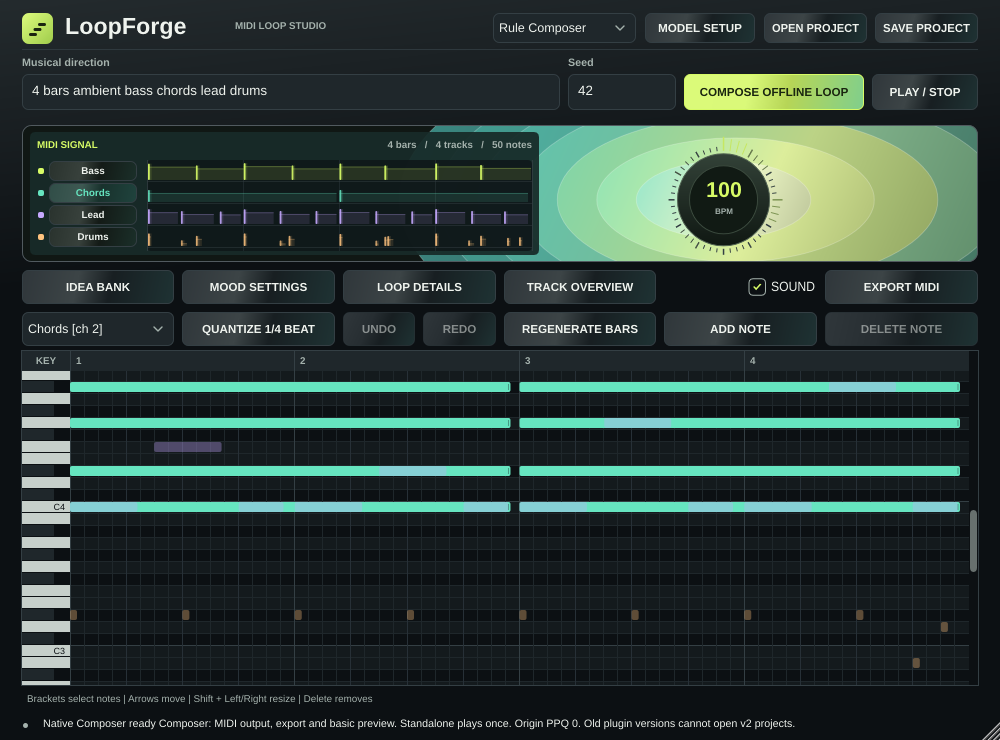 LoopForge MIDI LOOP STUDIO Rule Composer MODEL SETUP OPEN PROJECT SAVE PROJECT
Musical direction Seed
4 bars ambient bass chords lead drums 42 COMPOSE OFFLINE LOOP PLAY / STOP
MIDI SIGNAL 4 bars / 4 tracks / 50 notes
Bass
Chords
Lead
Drums
100
BPM
IDEA BANK MOOD SETTINGS LOOP DETAILS TRACK OVERVIEW SOUND EXPORT MIDI
Chords [ch 2] QUANTIZE 1/4 BEAT UNDO REDO REGENERATE BARS ADD NOTE DELETE NOTE
KEY 1 2 3 4
C4
C3
Brackets select notes | Arrows move | Shift + Left/Right resize | Delete removes
Native Composer ready Composer: MIDI output, export and basic preview. Standalone plays once. Origin PPQ 0. Old plugin versions cannot open v2 projects.